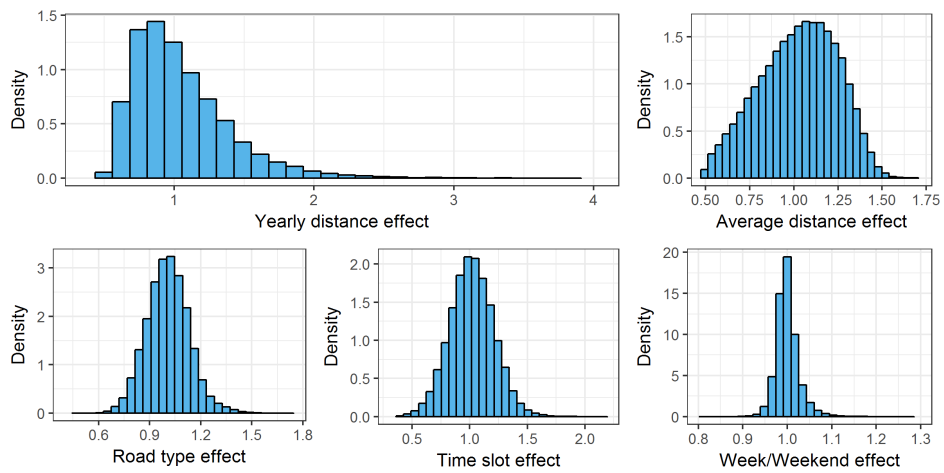 Density
1.5
1.0
0.5
0.0
1 2 3 4
Yearly distance effect
Density
1.5
1.0
0.5
0.0
0.50 0.75 1.00 1.25 1.50 1.75
Average distance effect
Density
3
2
1
0
0.6 0.9 1.2 1.5 1.8
Road type effect
Density
2.0
1.5
1.0
0.5
0.0
0.5 1.0 1.5 2.0
Time slot effect
Density
20
15
10
5
0
0.8 0.9 1.0 1.1 1.2 1.3
Week/Weekend effect